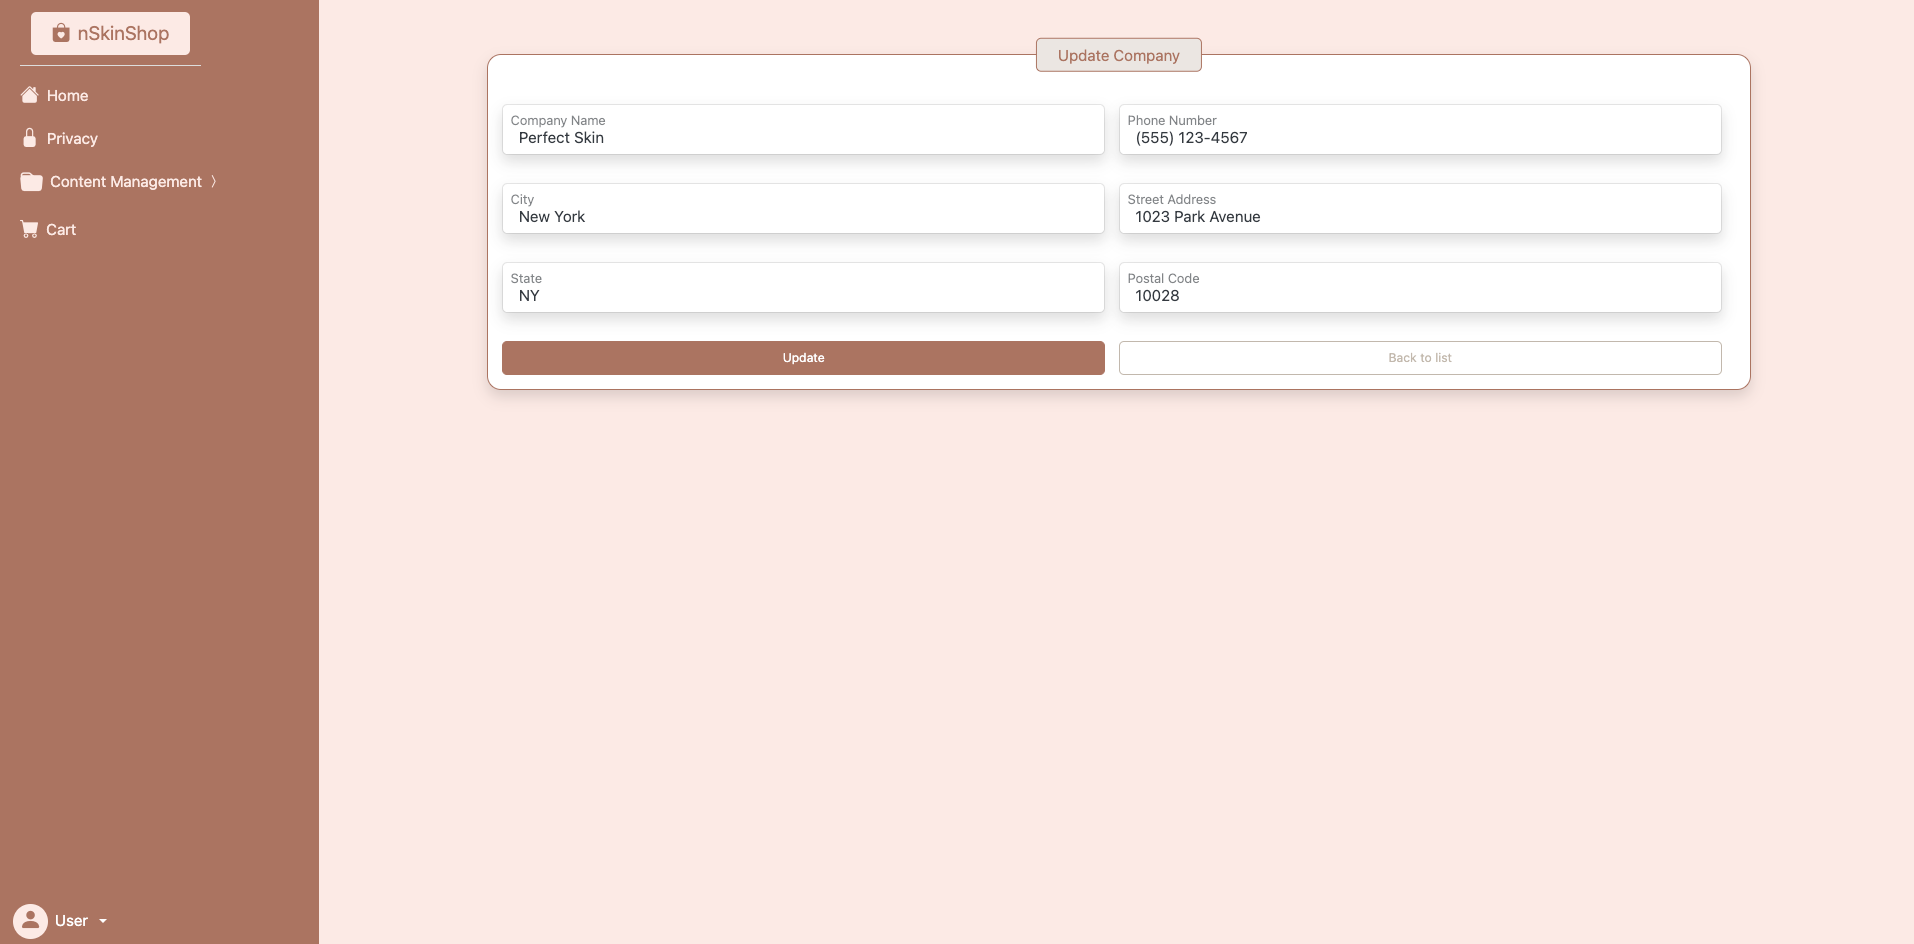 nSkinShop
Home
Privacy
Content Management
Cart
User
Update Company
Company Name
Perfect Skin
Phone Number
(555) 123-4567
City
New York
Street Address
1023 Park Avenue
State
NY
Postal Code
10028
Update
Back to list